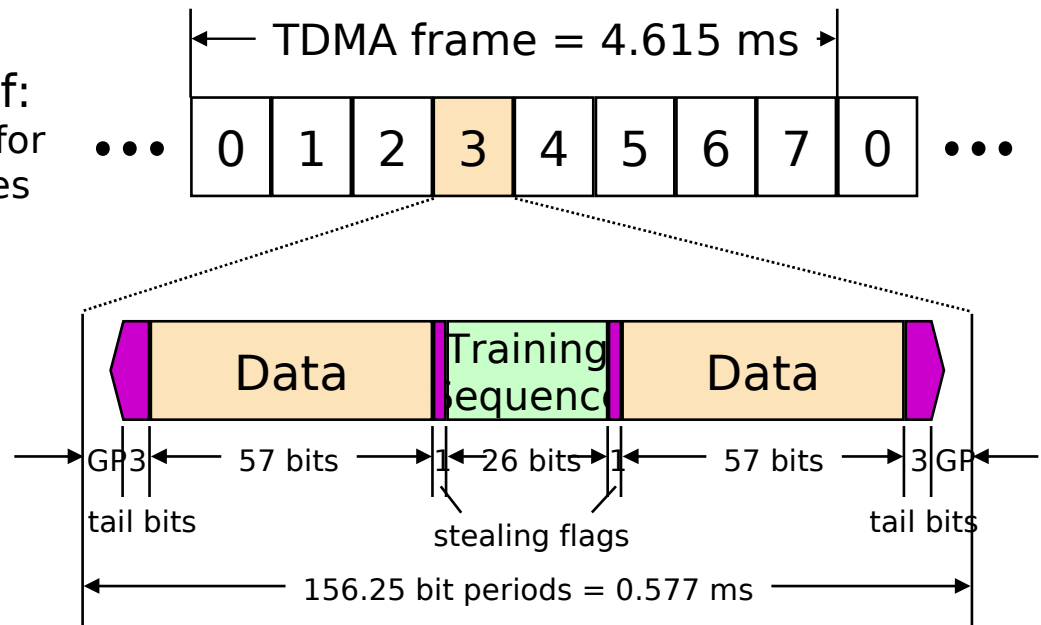 TDMA frame = 4.615 ms
f:
for
es
••• 0 1 2 3 4 5 6 7 0 •••
Data Training Data
equence
GP 3 57 bits 1 26 bits 1 57 bits 3 GP
tail bits stealing flags tail bits
156.25 bit periods = 0.577 ms